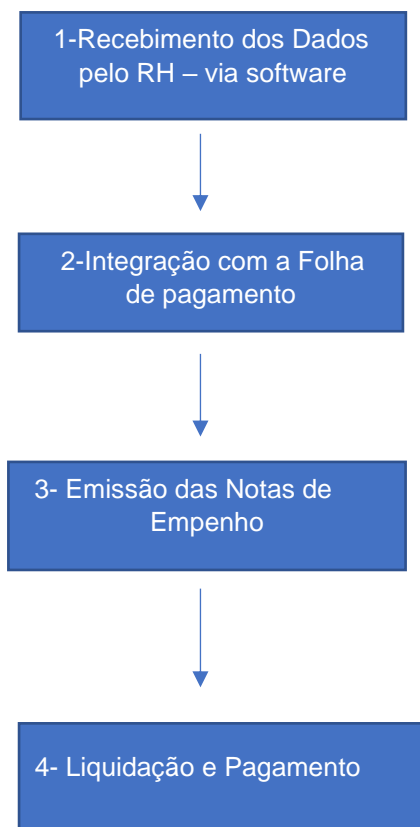 1-Recebimento dos Dados
pelo RH – via software
2-Integração com a Folha
de pagamento
3- Emissão das Notas de
Empenho
4- Liquidação e Pagamento